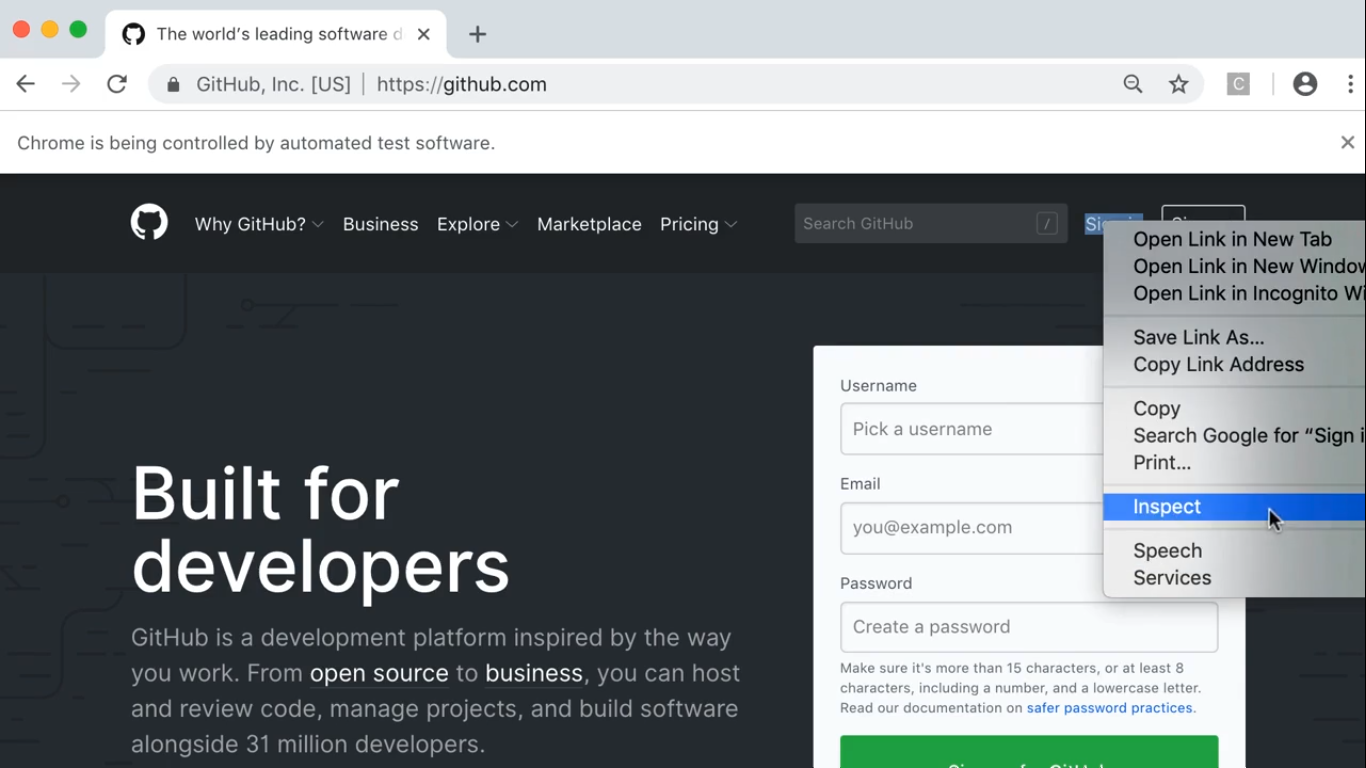 The world's leading software d
GitHub, Inc. [US] https://github.com
C
Chrome is being controlled by automated test software.
Why GitHub? Business Explore Marketplace Pricing Search GitHub /
Open Link in New Tab
Open Link in New Window
Open Link in Incognito Wi
Save Link As...
Copy Link Address
Copy
Search Google for “Sign i
Print...
Inspect
Speech
Services
Built for
developers
GitHub is a development platform inspired by the way
you work. From open source to business, you can host
and review code, manage projects, and build software
alongside 31 million developers.
Username
Pick a username
Email
you@example.com
Password
Create a password
Make sure it's more than 15 characters, or at least 8
characters, including a number, and a lowercase letter.
Read our documentation on safer password practices.